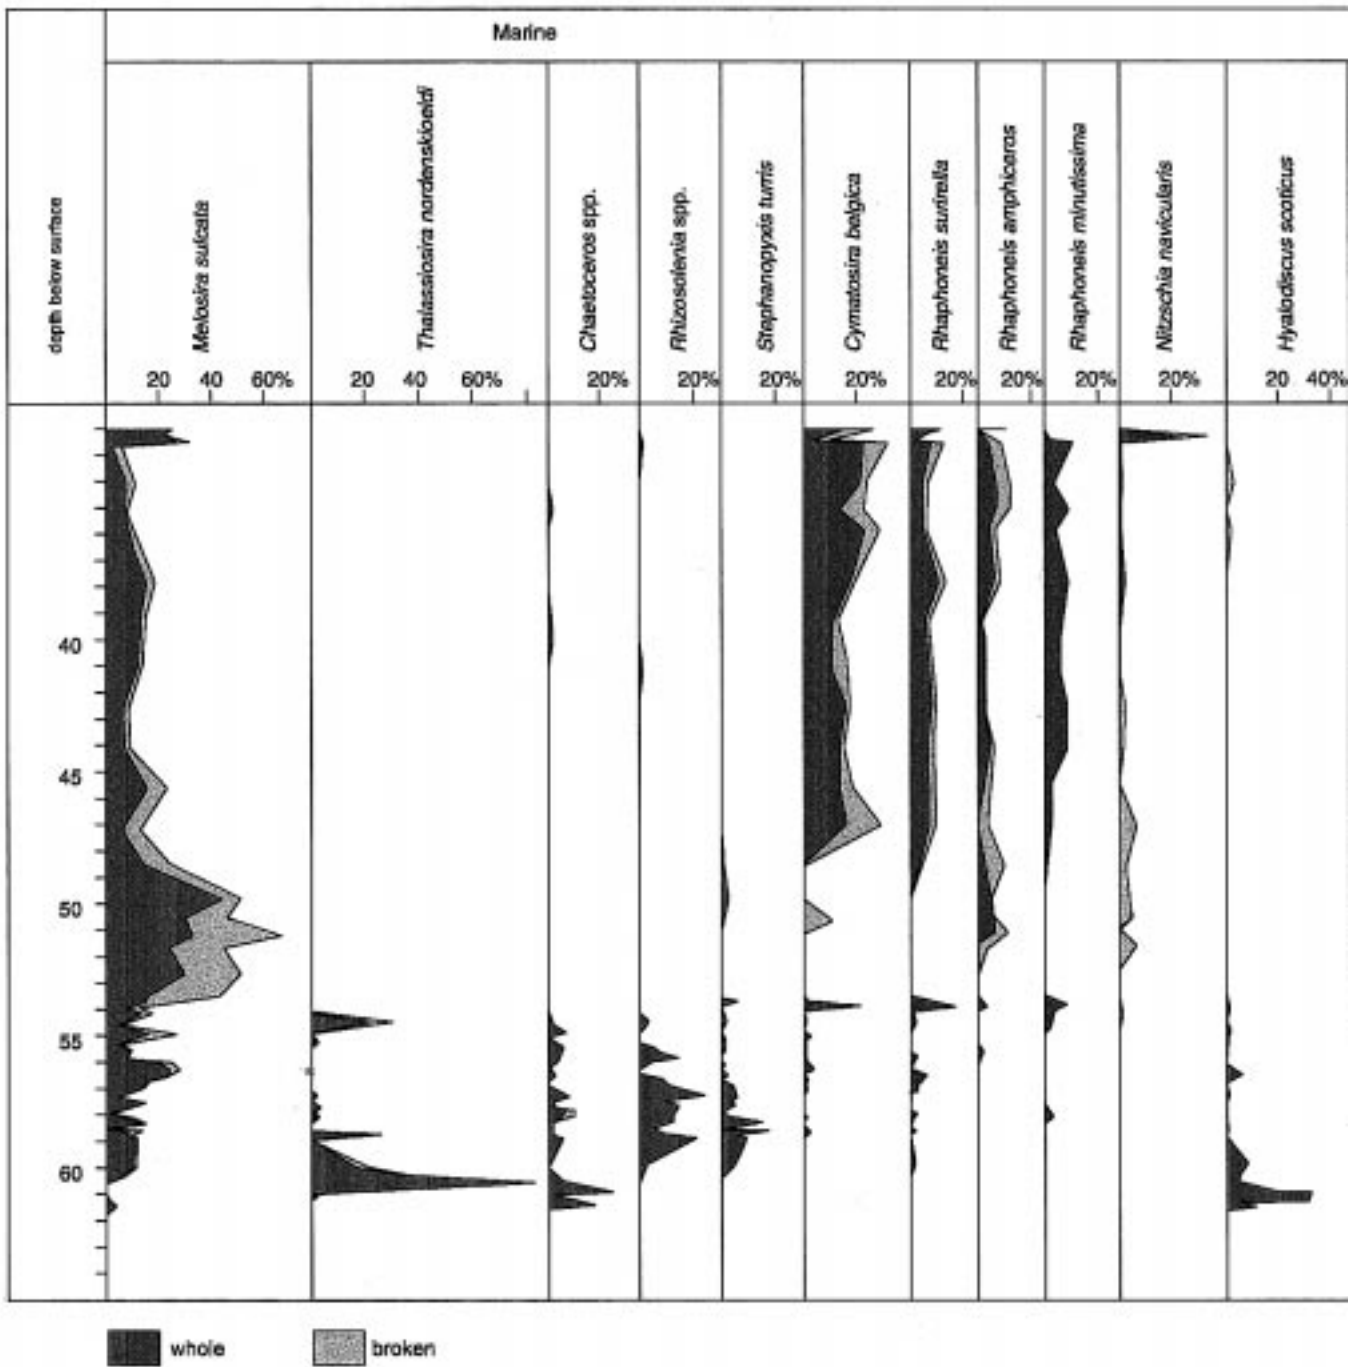 Marine
depth below surface
Melosira sulcata
Thalassiosira nordenskioeldi
Chaetoceros spp.
Rhizosolenia spp.
Stephanopyxis turris
Cymatosira belgica
Rhaphoneis surirella
Rhaphoneis amphiceros
Rhaphoneis minutissima
Nitzschia navicularis
Hyalodiscus scoticus
20 40 60% 20 40 60% 20% 20% 20% 20% 20% 20% 20% 20% 20 40%
40
45
50
55
60
whole broken